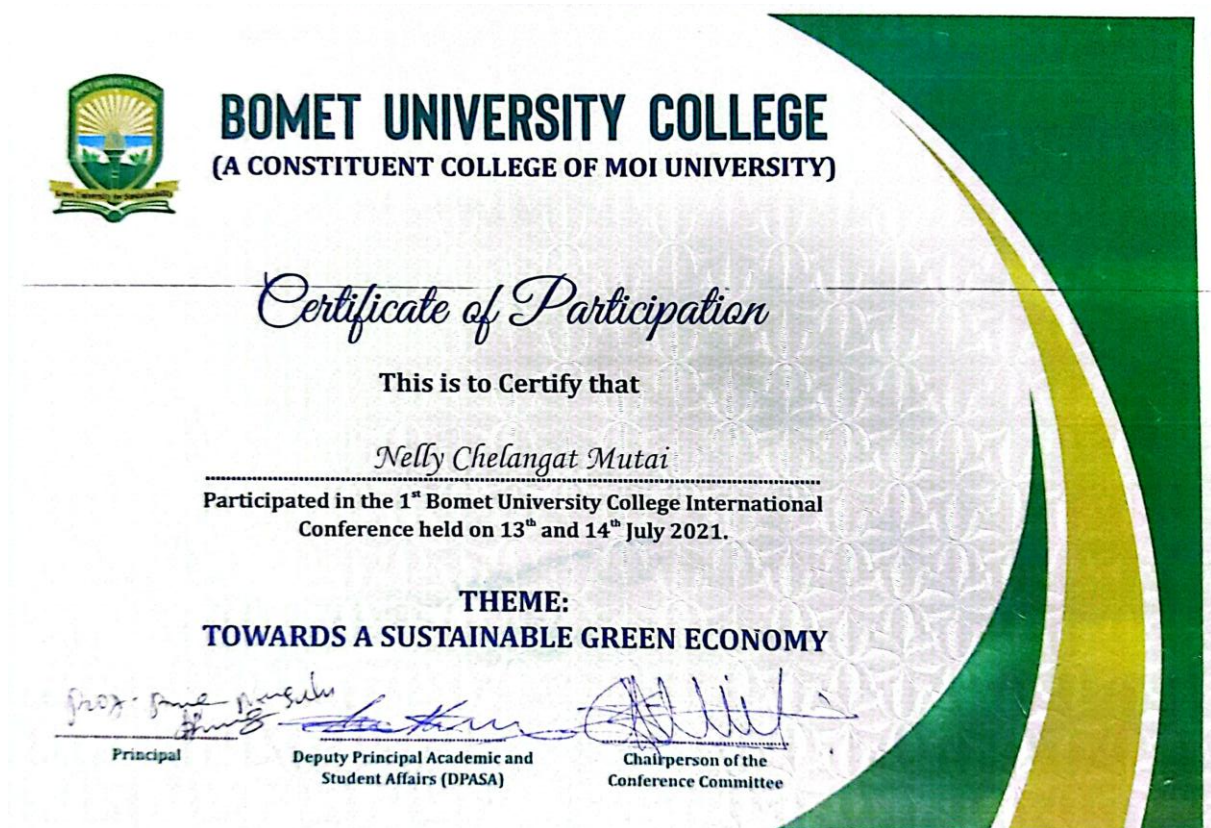 BOMET UNIVERSITY COLLEGE
(A CONSTITUENT COLLEGE OF MOI UNIVERSITY)
Certificate of Participation
This is to Certify that
Nelly Chelangat Mutai
Participated in the 1st Bomet University College International
Conference held on 13th and 14th July 2021.
THEME:
TOWARDS A SUSTAINABLE GREEN ECONOMY
Prof.
Principal
Deputy Principal Academic and
Student Affairs (DPASA)
Chairperson of the
Conference Committee